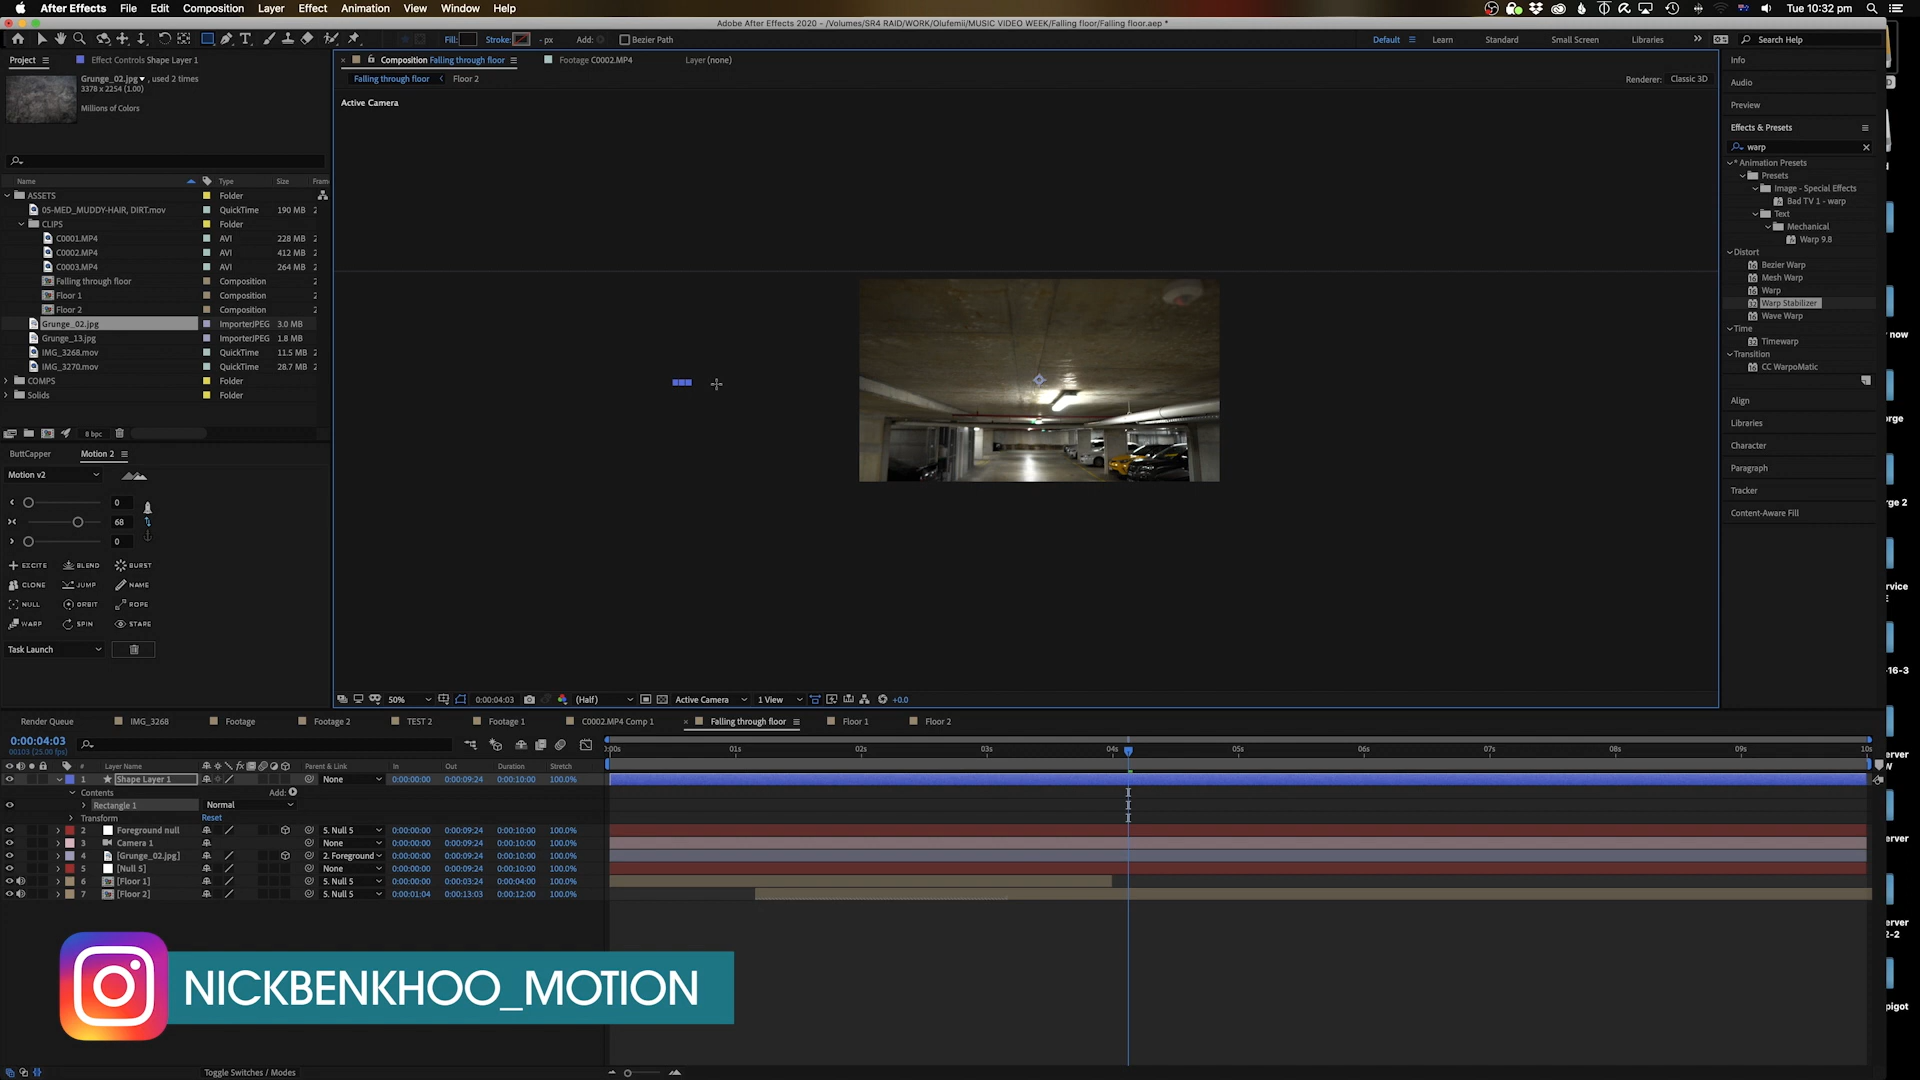 After Effects File Edit Composition Layer Effect Animation View Window Help Tue 10:32 pm
Adobe After Effects 2020 - /Volumes/SR4 RAID/WORK/Olufemii/MUSIC VIDEO WEEK/Falling floor/Falling floor.aep *
Fill: Stroke: - px Add: Bezier Path Default Learn Standard Small Screen Libraries Search Help
Project Effect Controls Shape Layer 1 Composition Falling through floor Footage C0002.MP4 Layer (none) Info
Grunge_02.jpg, used 2 times Falling through floor Floor 2 Renderer: Classic 3D Audio
3378 x 2254 (1.00)
Millions of Colors
Active Camera
Preview
Effects & Presets
warp
Name Type Size Frame
ASSETS Folder
05-MED_MUDDY-HAIR, DIRT.mov QuickTime 190 MB 2
CLIPS Folder
C0001.MP4 AVI 228 MB 2
C0002.MP4 AVI 412 MB 2
C0003.MP4 AVI 264 MB 2
Falling through floor Composition
Floor 1 Composition
Floor 2 Composition
Grunge_02.jpg ImporterJPEG 3.0 MB
Grunge_13.jpg ImporterJPEG 1.8 MB
IMG_3268.mov QuickTime 11.5 MB 2
IMG_3270.mov QuickTime 28.7 MB 2
COMPS Folder
Solids Folder
8 bpc
* Animation Presets
Presets
Image - Special Effects
Bad TV 1 - warp
Text
Mechanical
Warp 9.8
Distort
Bezier Warp
Mesh Warp
Warp
Warp Stabilizer
Wave Warp
Time
Timewarp
Transition
CC WarpoMatic
Align
Libraries
Character
Paragraph
Tracker
Content-Aware Fill
ButtCapper Motion 2
Motion v2
0
68
0
EXCITE BLEND BURST
CLONE JUMP NAME
NULL ORBIT ROPE
WARP SPIN STARE
Task Launch
50% 0:00:04:03 (Half) Active Camera 1 View +0.0
Render Queue IMG_3268 Footage Footage 2 TEST 2 Footage 1 C0002.MP4 Comp 1 Falling through floor Floor 1 Floor 2
0:00:04:03
00103 (25.00 fps)
:00s 01s 02s 03s 04s 05s 06s 07s 08s 09s 10s
# Layer Name Parent & Link In Out Duration Stretch
1 Shape Layer 1 None 0:00:00:00 0:00:09:24 0:00:10:00 100.0%
Contents Add:
Rectangle 1 Normal
Transform Reset
2 Foreground null 5. Null 5 0:00:00:00 0:00:09:24 0:00:10:00 100.0%
3 Camera 1 None 0:00:00:00 0:00:09:24 0:00:10:00 100.0%
4 [Grunge_02.jpg] 2. Foreground 0:00:00:00 0:00:09:24 0:00:10:00 100.0%
5 [Null 5] None 0:00:00:00 0:00:09:24 0:00:10:00 100.0%
6 [Floor 1] 5. Null 5 0:00:00:00 0:00:03:24 0:00:04:00 100.0%
7 [Floor 2] 5. Null 5 0:00:01:04 0:00:13:03 0:00:12:00 100.0%
NICKBENKHOO_MOTION
Toggle Switches / Modes